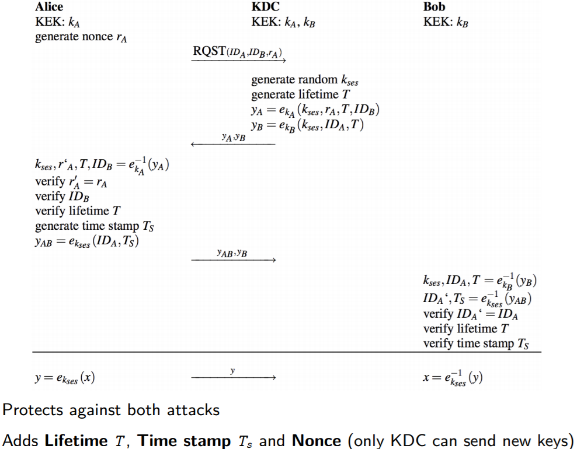 Alice KDC Bob
KEK: k_A KEK: k_A, k_B KEK: k_B
generate nonce r_A
RQST(ID_A,ID_B,r_A)
generate random k_ses
generate lifetime T
y_A = e_{k_A}(k_ses, r_A, T, ID_B)
y_B = e_{k_B}(k_ses, ID_A, T)
y_A,y_B
k_ses, r‘_A, T, ID_B = e^{-1}_{k_A}(y_A)
verify r′_A = r_A
verify ID_B
verify lifetime T
generate time stamp T_S
y_AB = e_{k_ses}(ID_A, T_S)
y_AB,y_B
k_ses, ID_A, T = e^{-1}_{k_B}(y_B)
ID_A‘, T_S = e^{-1}_{k_ses}(y_AB)
verify ID_A‘ = ID_A
verify lifetime T
verify time stamp T_S
y = e_{k_ses}(x) y x = e^{-1}_{k_ses}(y)
Protects against both attacks
Adds Lifetime T, Time stamp T_s and Nonce (only KDC can send new keys)